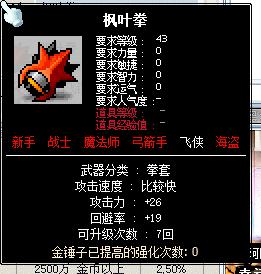 枫叶拳
要求等级： 43
要求力量： 0
要求敏捷： 0
要求智力： 0
要求运气： 0
要求人气度： -
道具等级： -
道具经验值： -
新手 战士 魔法师 弓箭手 飞侠 海盗
武器分类 : 拳套
攻击速度 : 比较快
攻击力 : +26
回避率 : +19
可升级次数 : 7回
金锤子已提高的强化次数: 0
2500万 金币以上 2.50%